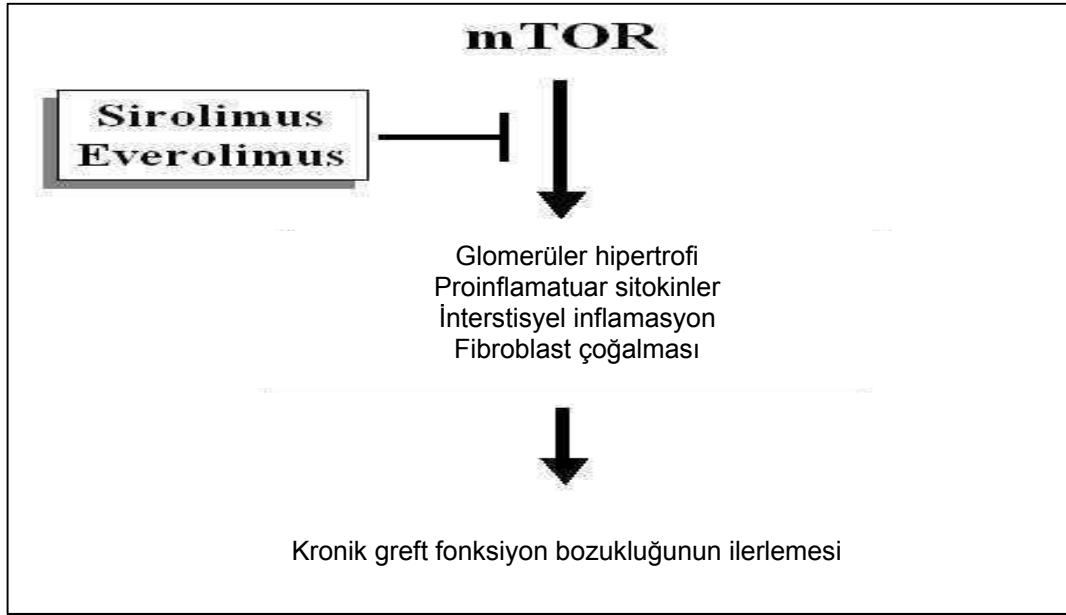 mTOR
Sirolimus
Everolimus
Glomerüler hipertrofi
Proinflamatuar sitokinler
İnterstisyel inflamasyon
Fibroblast çoğalması
Kronik greft fonksiyon bozukluğunun ilerlemesi